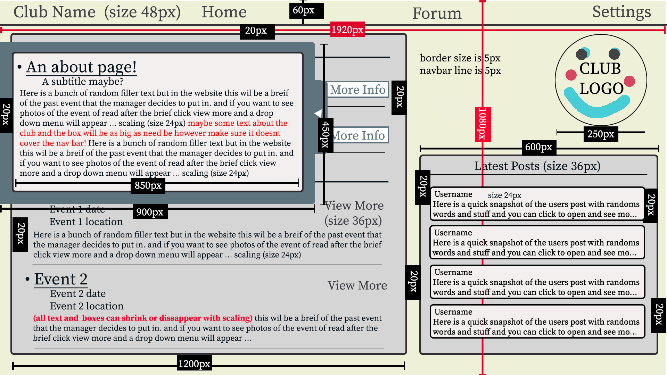 Club Name (size 48px) Home 60px Forum Settings
20px 1920px
• An about page!
A subtitle maybe?
Here is a bunch of random filler text but in the website this wil be a breif
of the past event that the manager decides to put in. and if you want to see
photos of the event of read after the brief click view more and a drop
down menu will appear ... scaling (size 24px) maybe some text about the
club and the box will be as big as need be however make sure it doesnt
cover the nav bar! Here is a bunch of random filler text but in the website
this wil be a breif of the past event that the manager decides to put in. and
if you want to see photos of the event of read after the brief click view
more and a drop down menu will appear ... scaling (size 24px)
850px
20px
450px
More Info
More Info
20px
900px
Event 1 date
Event 1 location
View More
(size 36px)
20px
Here is a bunch of random filler text but in the website this wil be a breif of the past event that
the manager decides to put in. and if you want to see photos of the event of read after the brief
click view more and a drop down menu will appear ... scaling (size 24px)
• Event 2
Event 2 date
Event 2 location
View More
(all text and boxes can shrink or dissappear with scaling) this wil be a breif of the past event
that the manager decides to put in. and if you want to see photos of the event of read after the
brief click view more and a drop down menu will appear ...
1200px
border size is 5px
navbar line is 5px
CLUB
LOGO
1080px
250px
600px
Latest Posts (size 36px)
20px
Username size 24px
Here is a quick snapshot of the users post with randoms
words and stuff and you can click to open and see mo...
20px
Username
Here is a quick snapshot of the users post with randoms
words and stuff and you can click to open and see mo...
20px
Username
Here is a quick snapshot of the users post with randoms
words and stuff and you can click to open and see mo...
Username
Here is a quick snapshot of the users post with randoms
words and stuff and you can click to open and see mo...
20px